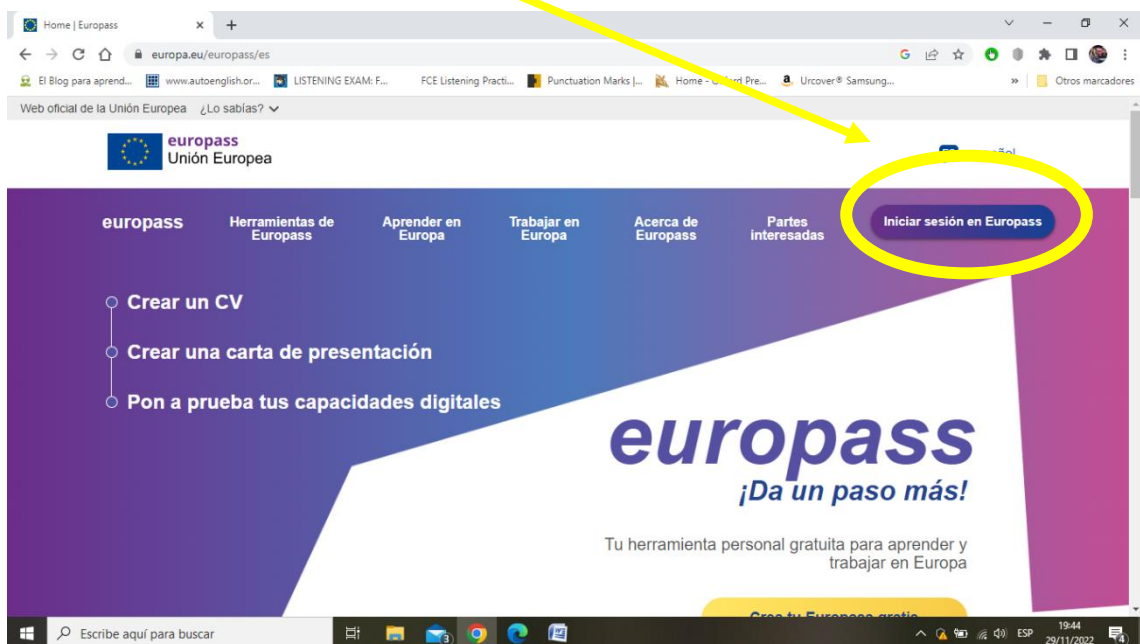 Home | Europass
europa.eu/europass/es
El Blog para aprend... www.autoenglish.or... LISTENING EXAM: F... FCE Listening Practi... Punctuation Marks |... Home - Pre... Urcover® Samsung... » Otros marcadores
Web oficial de la Unión Europea ¿Lo sabías?
europass
Unión Europea
europass
Herramientas de
Europass
Aprender en
Europa
Trabajar en
Europa
Acerca de
Europass
Partes
interesadas
Iniciar sesión en Europass
Crear un CV
Crear una carta de presentación
Pon a prueba tus capacidades digitales
europass
¡Da un paso más!
Tu herramienta personal gratuita para aprender y
trabajar en Europa
Escribe aquí para buscar
ESP
19:44
29/11/2022